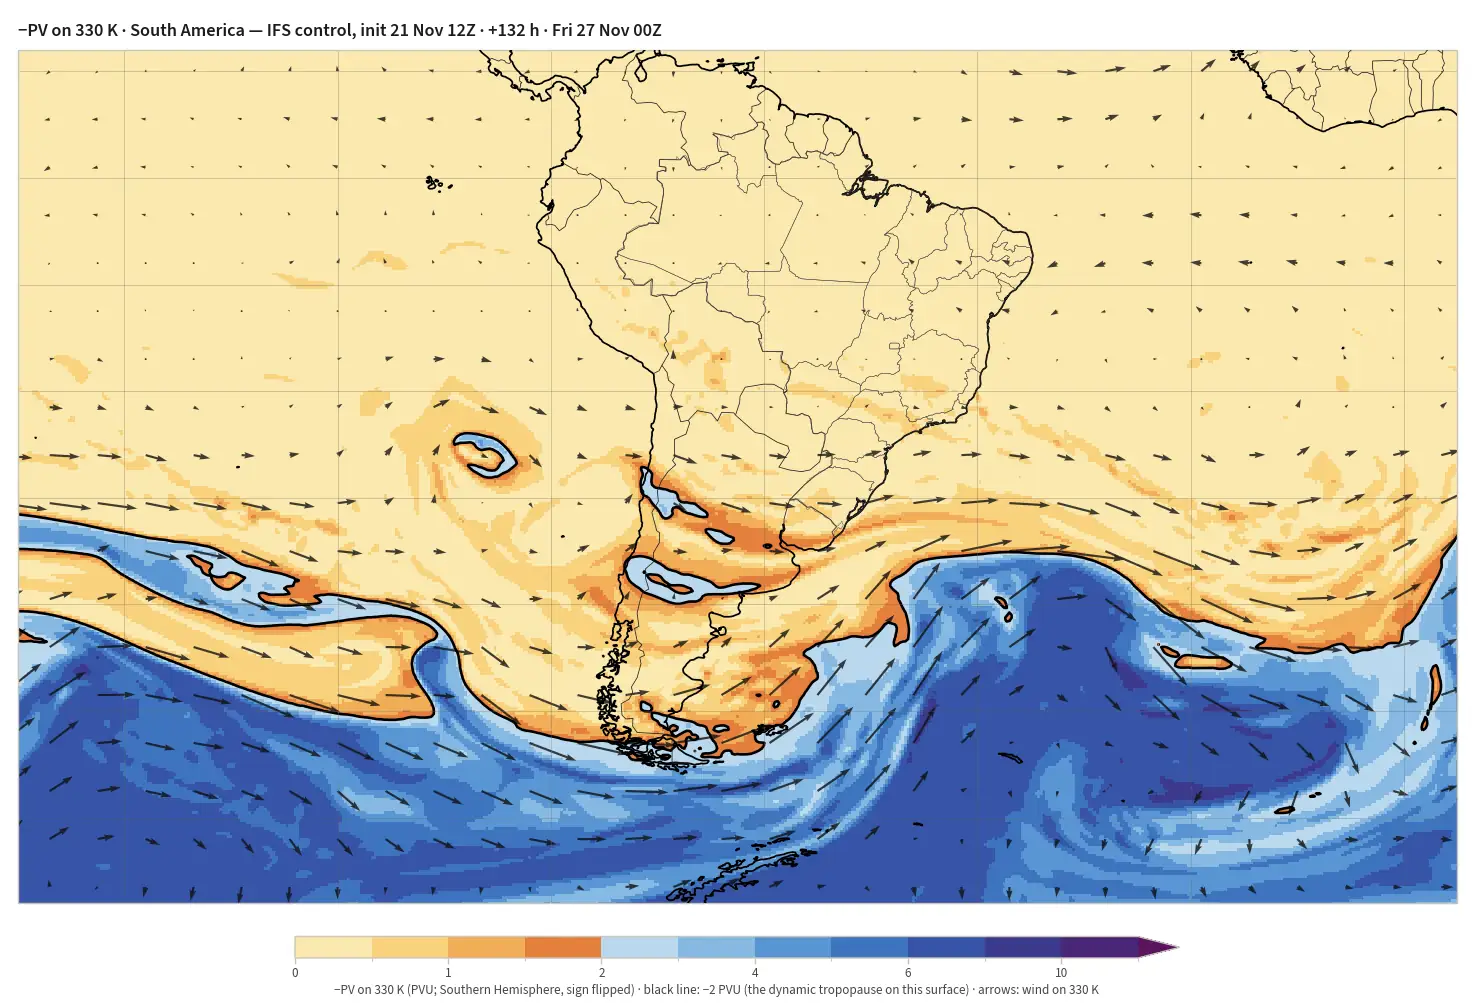 −PV on 330 K · South America — IFS control, init 21 Nov 12Z · +132 h · Fri 27 Nov 00Z
0 1 2 4 6 10
−PV on 330 K (PVU; Southern Hemisphere, sign flipped) · black line: −2 PVU (the dynamic tropopause on this surface) · arrows: wind on 330 K